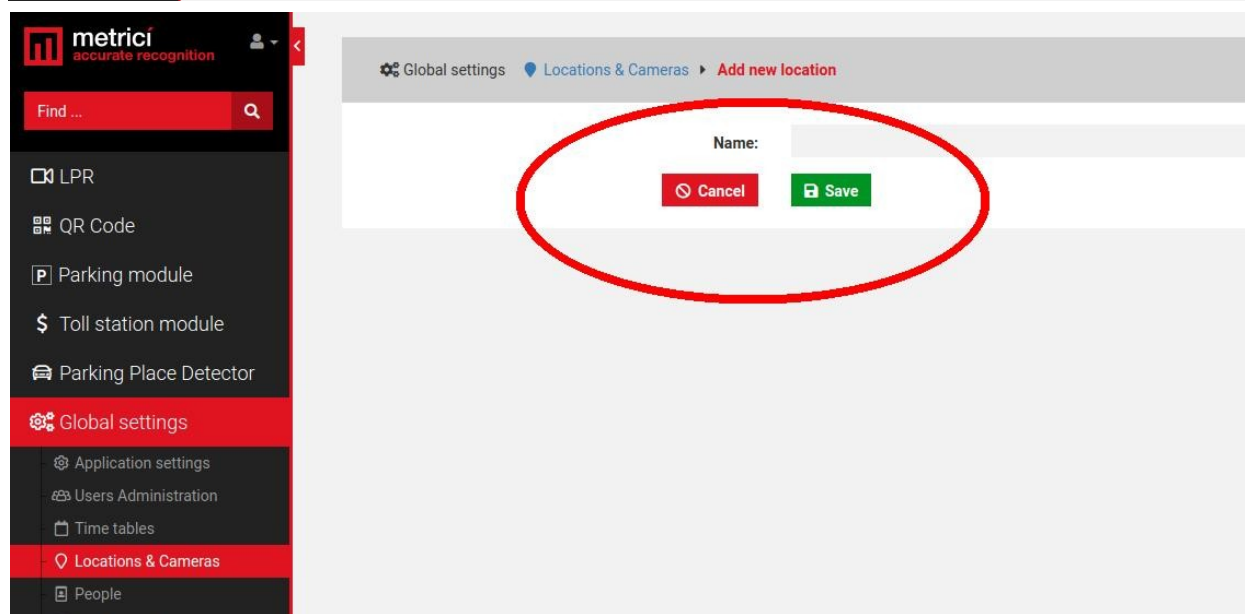 metrici
accurate recognition
Find ...
LPR
QR Code
P Parking module
$ Toll station module
Parking Place Detector
Global settings
Application settings
Users Administration
Time tables
Locations & Cameras
People
Global settings Locations & Cameras Add new location
Name:
Cancel Save